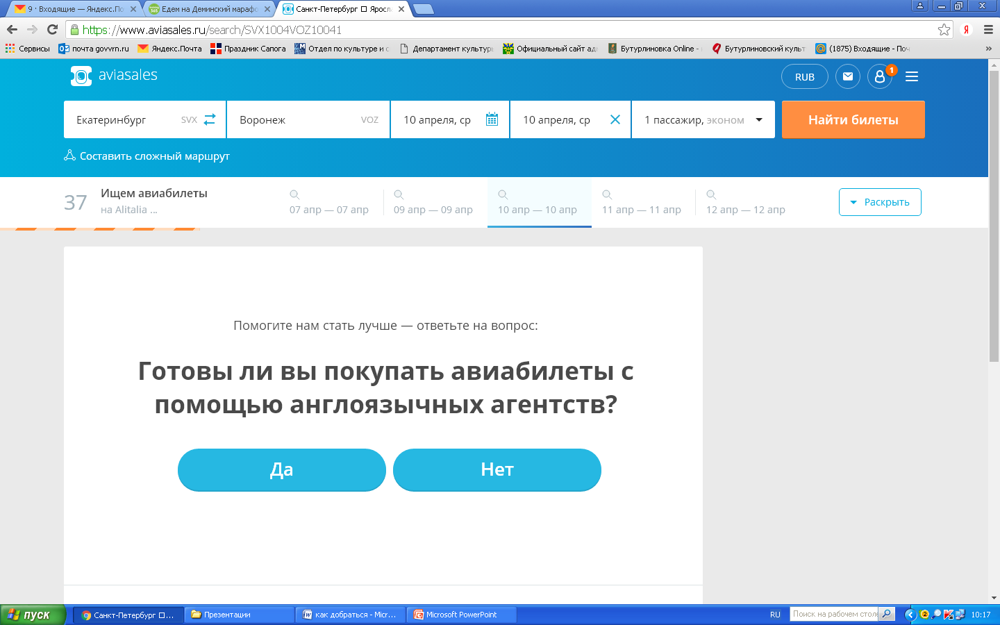 9 · Входящие — Яндекс.По
Едем на Деминский марафо
Санкт-Петербург □ Яросл
https://www.aviasales.ru/search/SVX1004VOZ10041
Я
Сервисы
почта govvrn.ru
Яндекс.Почта
Праздник Сапога
Отдел по культуре и с
Департамент культуры
Официальный сайт ад
Бутурлиновка Online -
Бутурлиновский культ
(1875) Входящие - Поч
»
aviasales
RUB
1
Екатеринбург SVX
Воронеж VOZ
10 апреля, ср
10 апреля, ср
1 пассажир, эконом
Найти билеты
Составить сложный маршрут
37
Ищем авиабилеты
на Alitalia ...
07 апр — 07 апр
09 апр — 09 апр
10 апр — 10 апр
11 апр — 11 апр
12 апр — 12 апр
Раскрыть
Помогите нам стать лучше — ответьте на вопрос:
Готовы ли вы покупать авиабилеты с
помощью англоязычных агентств?
Да
Нет
пуск
Санкт-Петербург □...
Презентации
как добраться - Micr...
Microsoft PowerPoint
RU
Поиск на рабочем стole
2
10:17